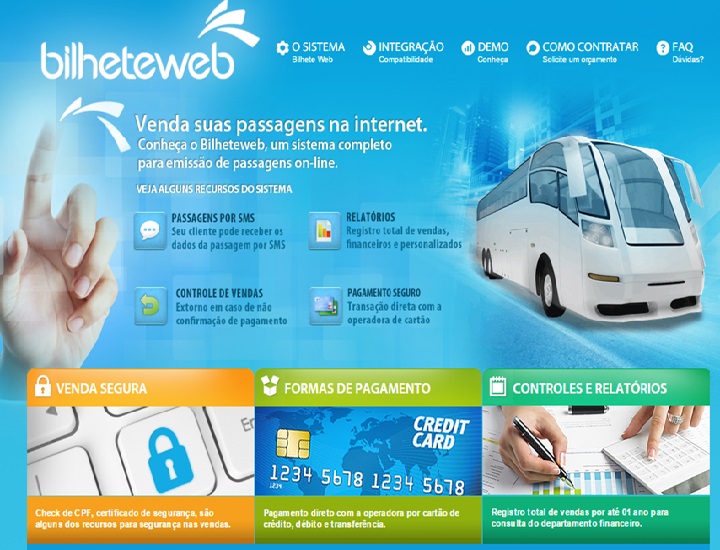 bilheteweb
O SISTEMA
Bilhete Web
INTEGRAÇÃO
Compatibilidade
DEMO
Conheça
COMO CONTRATAR
Solicite um orçamento
FAQ
Dúvidas?
Venda suas passagens na internet.
Conheça o Bilheteweb, um sistema completo
para emissão de passagens on-line.
VEJA ALGUNS RECURSOS DO SISTEMA
PASSAGENS POR SMS
Seu cliente pode receber os
dados da passagem por SMS
RELATÓRIOS
Registro total de vendas,
financeiros e personalizados
CONTROLE DE VENDAS
Extorno em caso de não
confirmação de pagamento
PAGAMENTO SEGURO
Transação direta com a
operadora de cartão
VENDA SEGURA
FORMAS DE PAGAMENTO
CONTROLES E RELATÓRIOS
En
CREDIT
CARD
1234 5678 1234 5678
1234
Check de CPF, certificado de segurança, são
alguns dos recursos para segurança nas vendas.
Pagamento direto com a operadora por cartão de
crédito, débito e transferência.
Registro total de vendas por até 01 ano para
consulta do departamento financeiro.